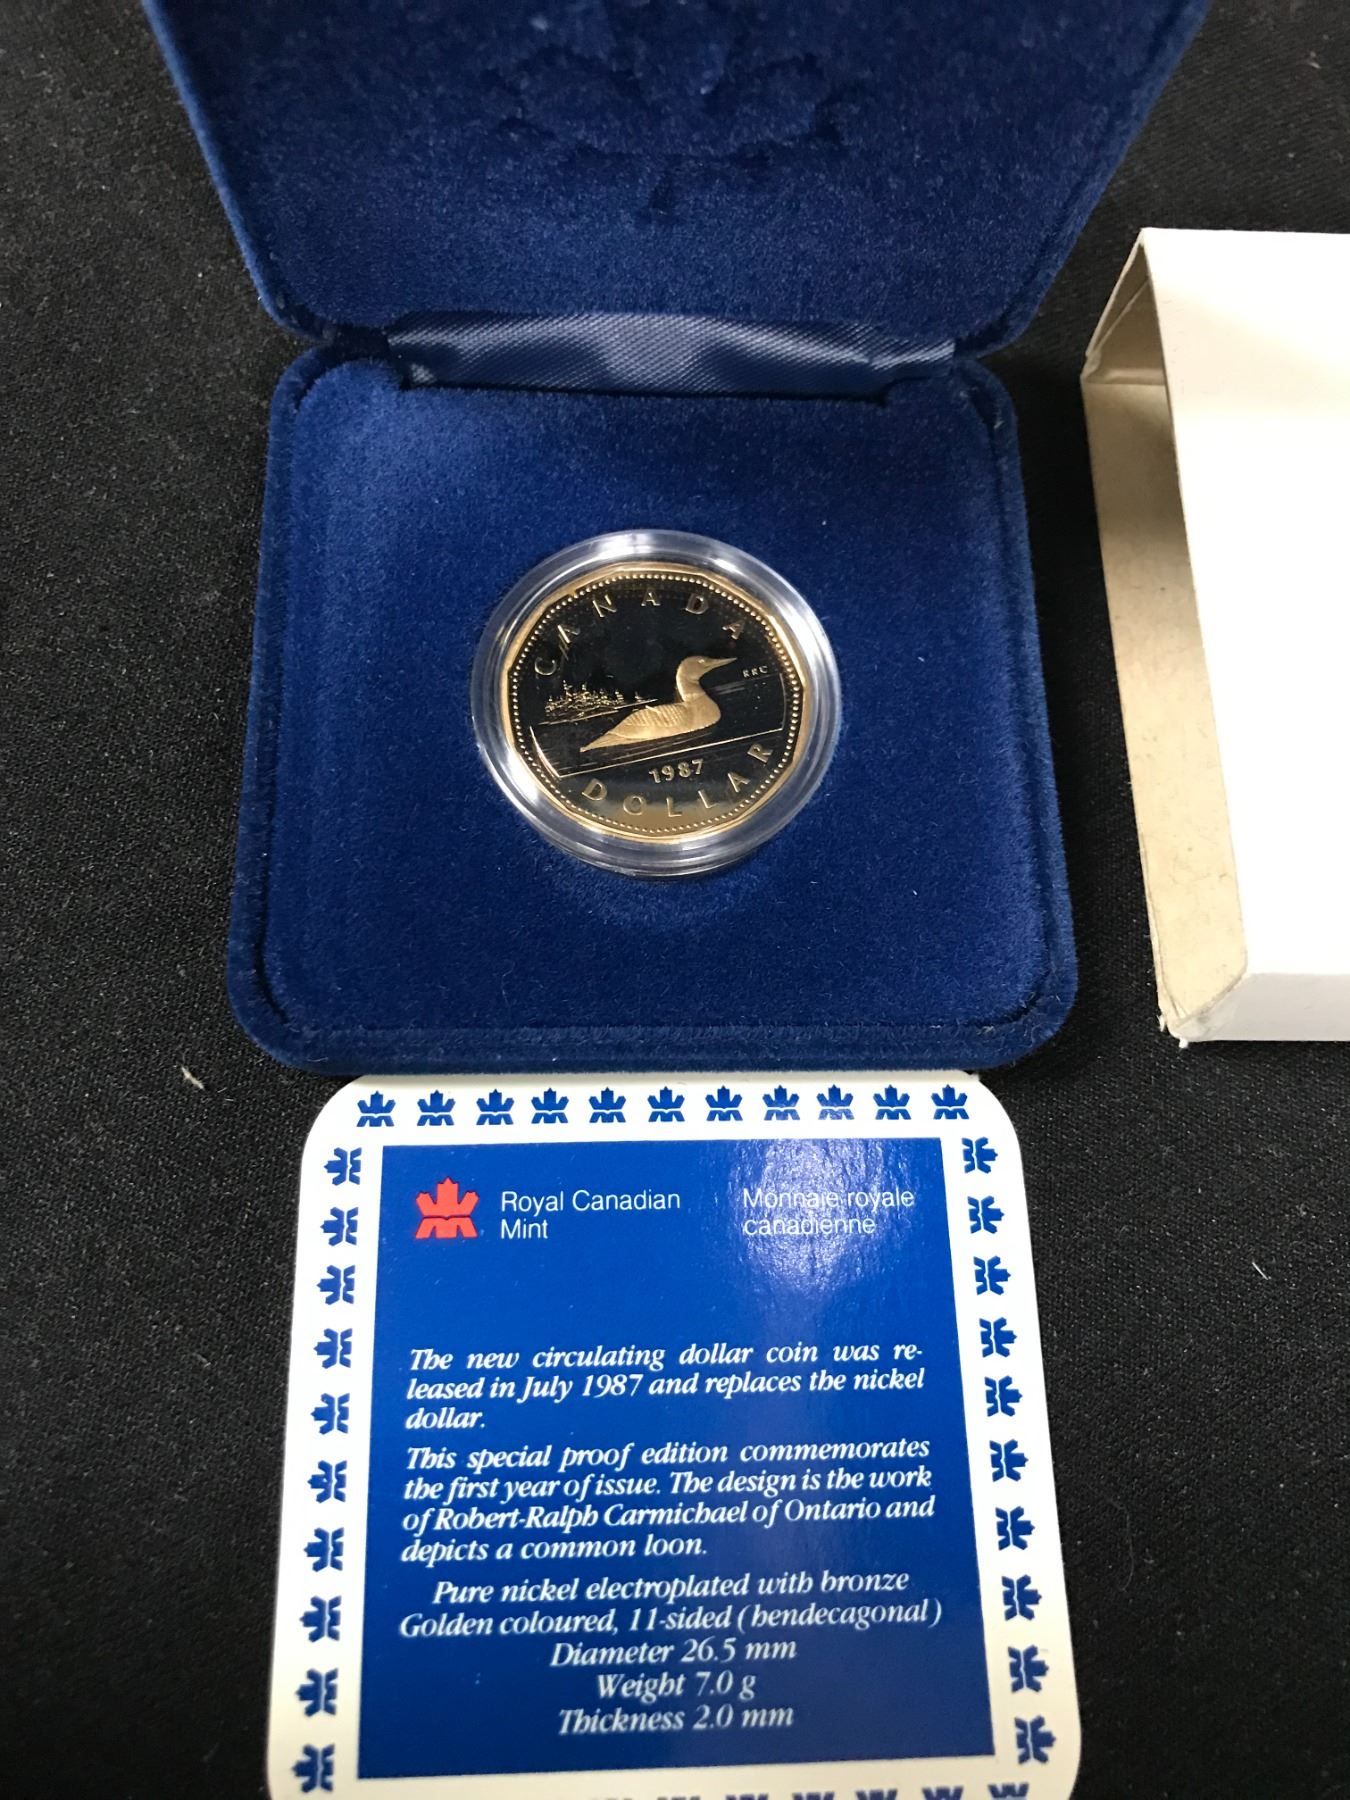 CANADA
RRC
1987
DOLLAR
Royal Canadian
Mint
Monnaie royale
canadienne
The new circulating dollar coin was re-
leased in July 1987 and replaces the nickel
dollar.
This special proof edition commemorates
the first year of issue. The design is the work
of Robert-Ralph Carmichael of Ontario and
depicts a common loon.
Pure nickel electroplated with bronze
Golden coloured, 11-sided (hendecagonal)
Diameter 26.5 mm
Weight 7.0 g
Thickness 2.0 mm